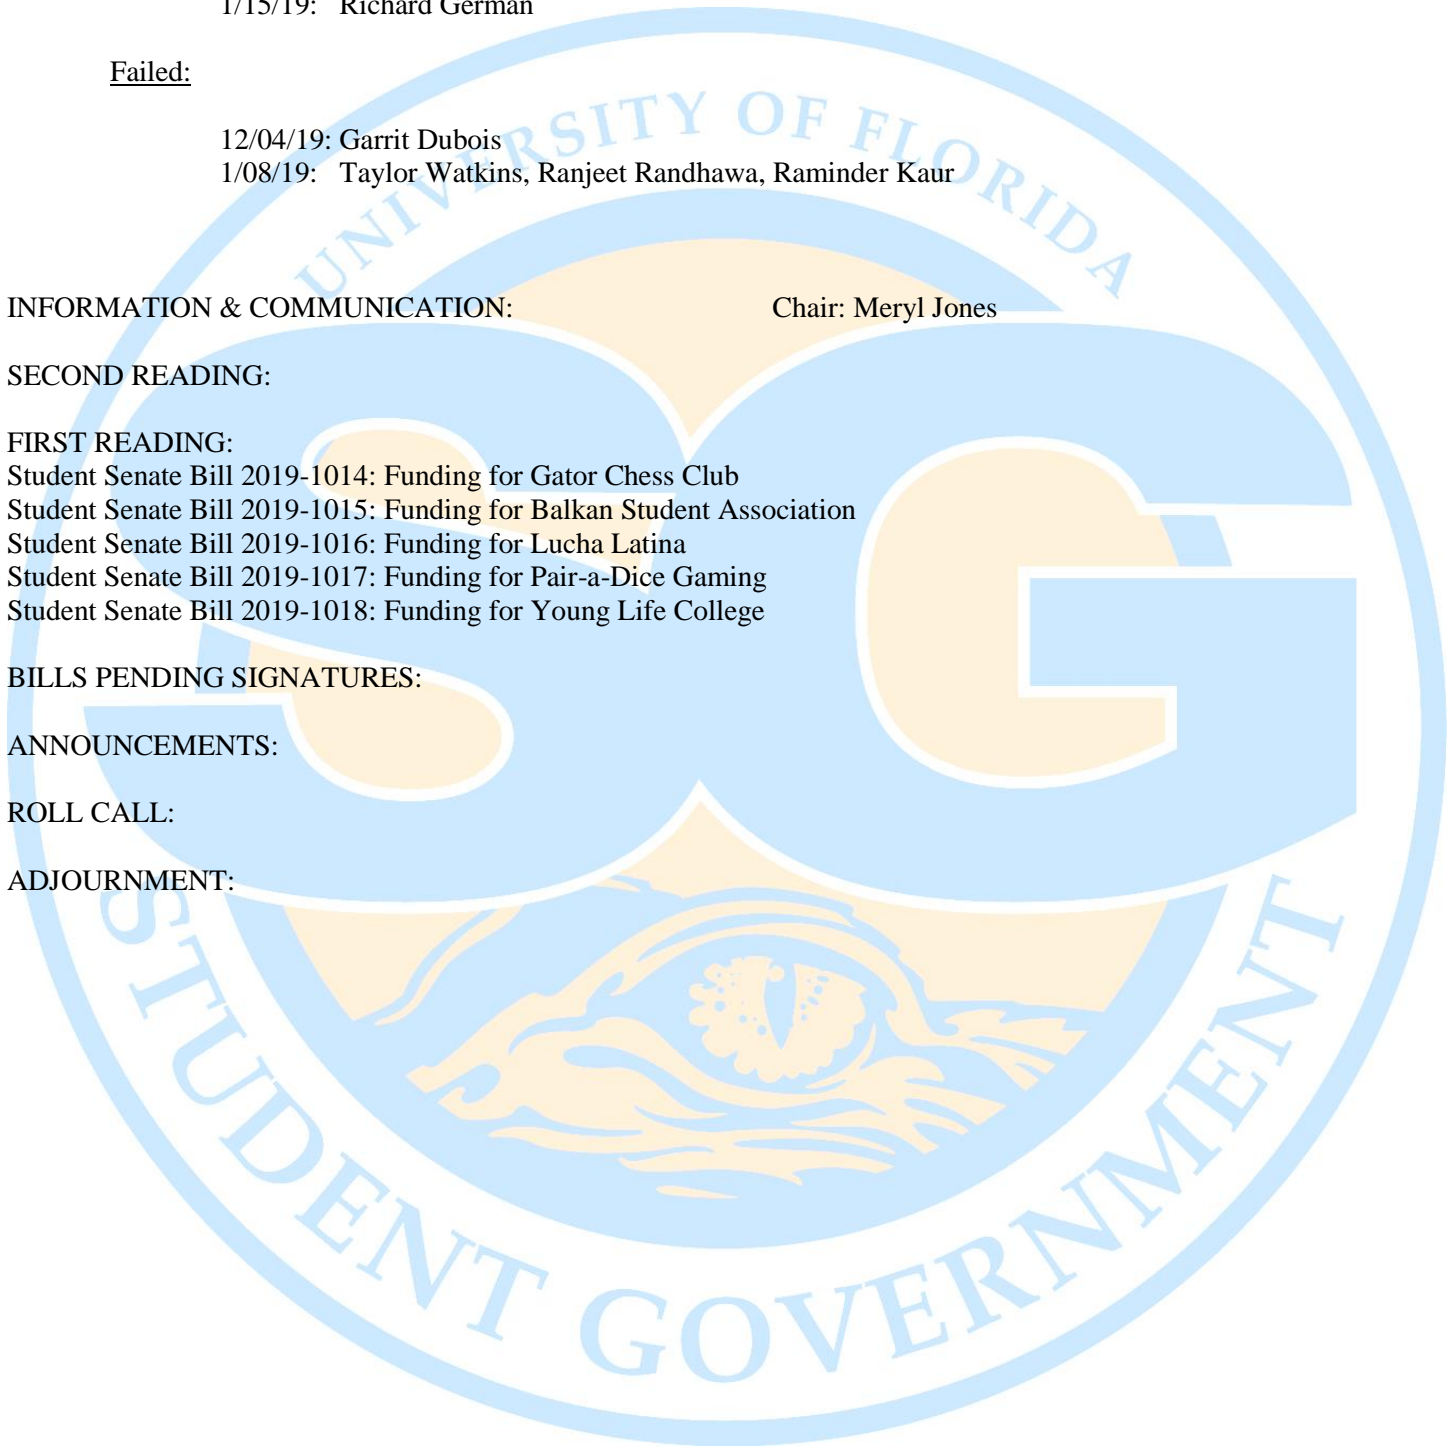 1/15/19: Richard German
Failed:
12/04/19: Garrit Dubois
1/08/19: Taylor Watkins, Ranjeet Randhawa, Raminder Kaur
INFORMATION & COMMUNICATION: Chair: Meryl Jones
SECOND READING:
FIRST READING:
Student Senate Bill 2019-1014: Funding for Gator Chess Club
Student Senate Bill 2019-1015: Funding for Balkan Student Association
Student Senate Bill 2019-1016: Funding for Lucha Latina
Student Senate Bill 2019-1017: Funding for Pair-a-Dice Gaming
Student Senate Bill 2019-1018: Funding for Young Life College
BILLS PENDING SIGNATURES:
ANNOUNCEMENTS:
ROLL CALL:
ADJOURNMENT:
UNIVERSITY OF FLORIDA
SG
STUDENT GOVERNMENT